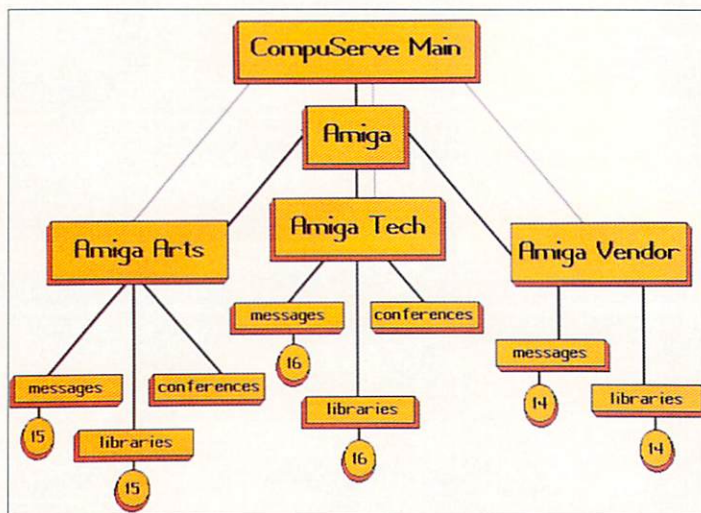 CompuServe Main
Amiga
Amiga Arts
Amiga Tech
Amiga Vendor
messages
15
libraries
15
conferences
messages
16
libraries
16
conferences
messages
14
libraries
14